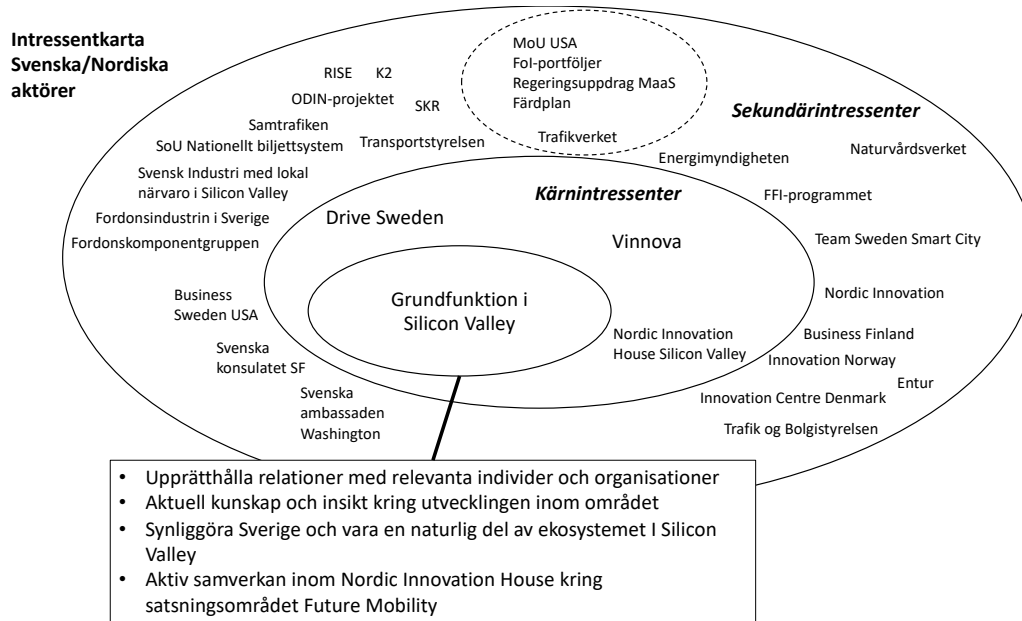 Intressentkarta
Svenska/Nordiska
aktörer
MoU USA
FoI-portföljer
Regeringsuppdrag MaaS
Färdplan
Trafikverket
RISE K2
ODIN-projektet
SKR
Samtrafiken
SoU Nationellt biljettsystem
Transportstyrelsen
Svensk Industri med lokal
närvaro i Silicon Valley
Fordonsindustrin i Sverige
Fordonskomponentgruppen
Sekundärintressenter
Energimyndigheten
Naturvårdsverket
FFI-programmet
Team Sweden Smart City
Nordic Innovation
Business Finland
Innovation Norway
Entur
Innovation Centre Denmark
Trafik og Bolgistyrelsen
Kärnintressenter
Drive Sweden
Vinnova
Grundfunktion i
Silicon Valley
Nordic Innovation
House Silicon Valley
Business
Sweden USA
Svenska
konsulatet SF
Svenska
ambassaden
Washington
• Upprätthålla relationer med relevanta individer och organisationer
• Aktuell kunskap och insikt kring utvecklingen inom området
• Synliggöra Sverige och vara en naturlig del av ekosystemet I Silicon
Valley
• Aktiv samverkan inom Nordic Innovation House kring
satsningsområdet Future Mobility